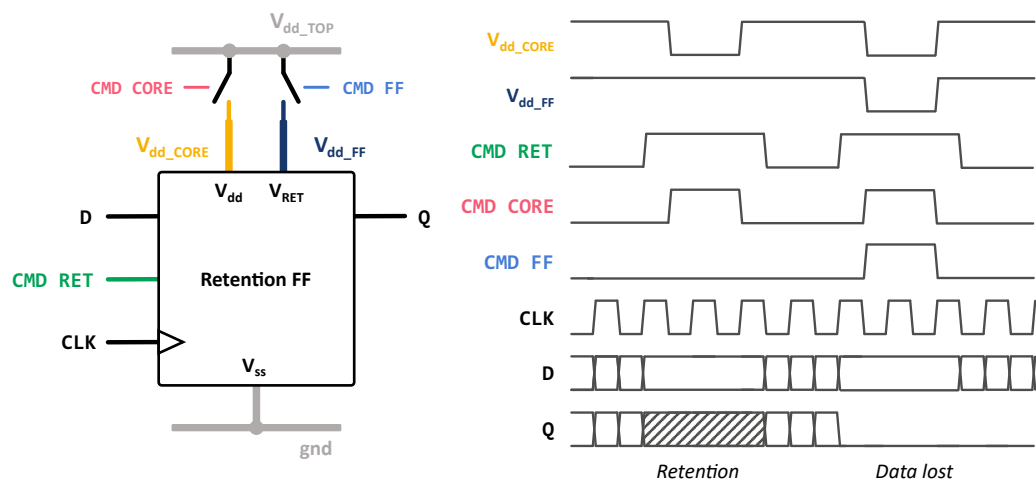 Vdd_TOP
CMD CORE
CMD FF
Vdd_CORE
Vdd_FF
Vdd
VRET
D
Q
CMD RET
Retention FF
CLK
Vss
gnd
Vdd_CORE
Vdd_FF
CMD RET
CMD CORE
CMD FF
CLK
D
Q
Retention
Data lost